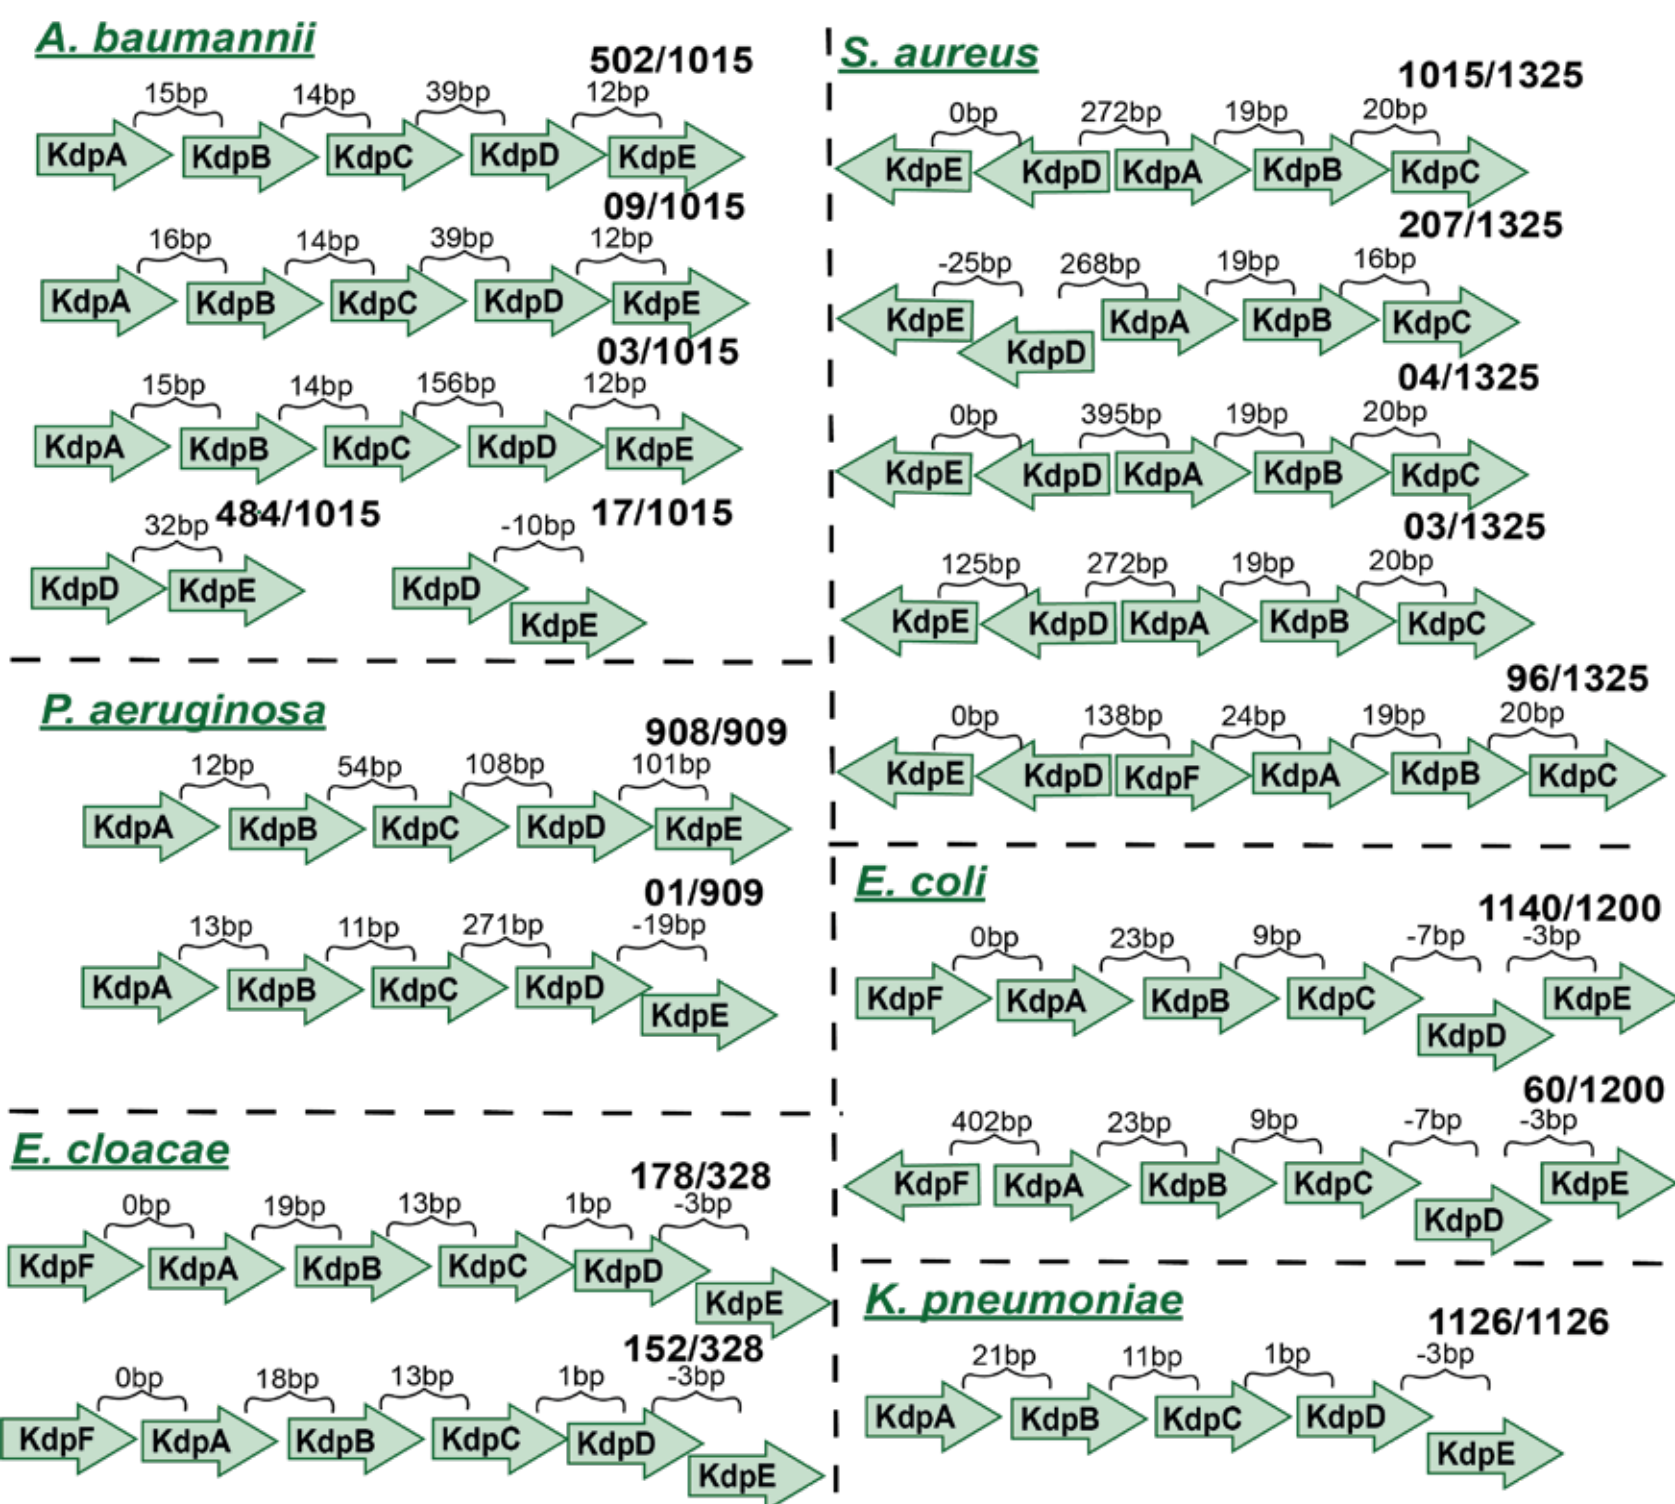 A. baumannii
502/1015
15bp 14bp 39bp 12bp
KdpA KdpB KdpC KdpD KdpE
09/1015
16bp 14bp 39bp 12bp
KdpA KdpB KdpC KdpD KdpE
03/1015
15bp 14bp 156bp 12bp
KdpA KdpB KdpC KdpD KdpE
484/1015
32bp
KdpD KdpE
17/1015
-10bp
KdpD KdpE
P. aeruginosa
908/909
12bp 54bp 108bp 101bp
KdpA KdpB KdpC KdpD KdpE
01/909
13bp 11bp 271bp -19bp
KdpA KdpB KdpC KdpD KdpE
E. cloacae
178/328
0bp 19bp 13bp 1bp -3bp
KdpF KdpA KdpB KdpC KdpD KdpE
152/328
0bp 18bp 13bp 1bp -3bp
KdpF KdpA KdpB KdpC KdpD KdpE
S. aureus
1015/1325
0bp 272bp 19bp 20bp
KdpE KdpD KdpA KdpB KdpC
207/1325
-25bp 268bp 19bp 16bp
KdpE KdpD KdpA KdpB KdpC
04/1325
0bp 395bp 19bp 20bp
KdpE KdpD KdpA KdpB KdpC
03/1325
125bp 272bp 19bp 20bp
KdpE KdpD KdpA KdpB KdpC
96/1325
0bp 138bp 24bp 19bp 20bp
KdpE KdpD KdpF KdpA KdpB KdpC
E. coli
1140/1200
0bp 23bp 9bp -7bp -3bp
KdpF KdpA KdpB KdpC KdpD KdpE
60/1200
402bp 23bp 9bp -7bp -3bp
KdpF KdpA KdpB KdpC KdpD KdpE
K. pneumoniae
1126/1126
21bp 11bp 1bp -3bp
KdpA KdpB KdpC KdpD KdpE